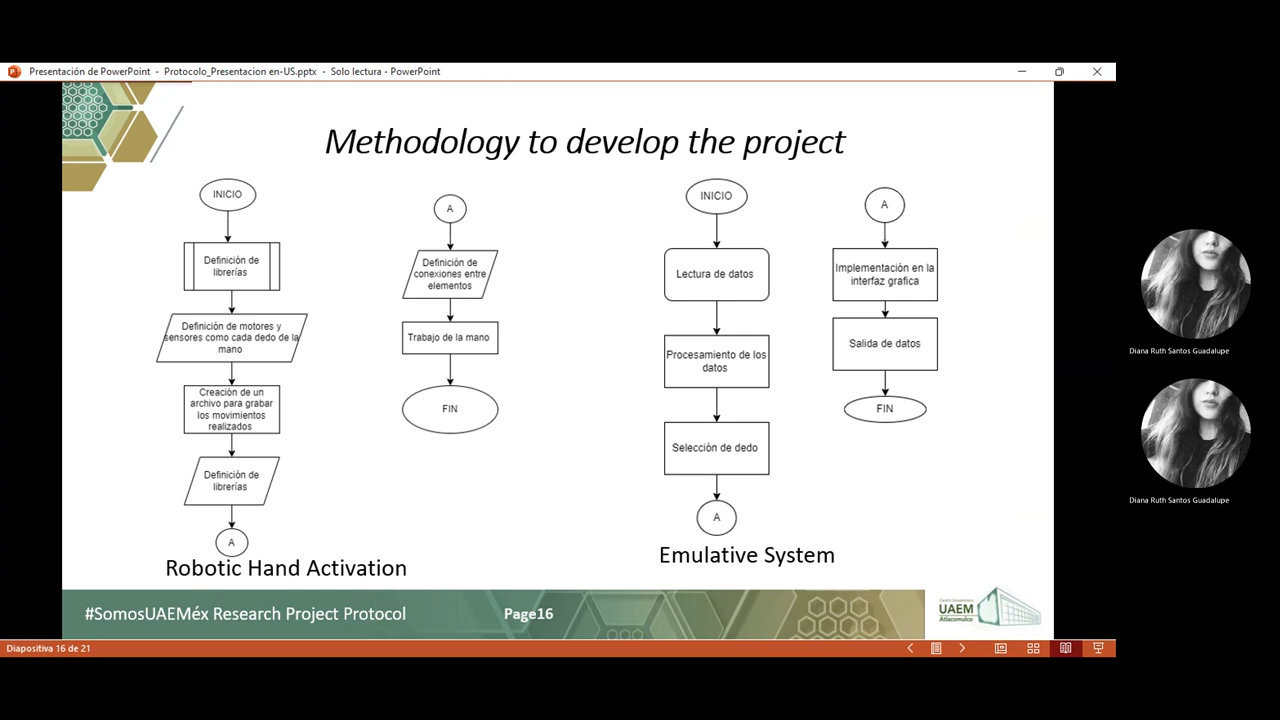 Presentación de PowerPoint - Protocolo_Presentacion en-US.pptx - Solo lectura - PowerPoint
Methodology to develop the project
INICIO
Definición de
librerías
Definición de motores y
sensores como cada dedo de la
mano
Creación de un
archivo para grabar
los movimientos
realizados
Definición de
librerías
A
A
Definición de
conexiones entre
elementos
Trabajo de la mano
FIN
Robotic Hand Activation
INICIO
Lectura de datos
Procesamiento de los
datos
Selección de dedo
A
A
Implementación en la
interfaz grafica
Salida de datos
FIN
Emulative System
Diana Ruth Santos Guadalupe
Diana Ruth Santos Guadalupe
#SomosUAEMéx Research Project Protocol
Page16
Centro Universitario
UAEM
Atlacomulco
Diapositiva 16 de 21